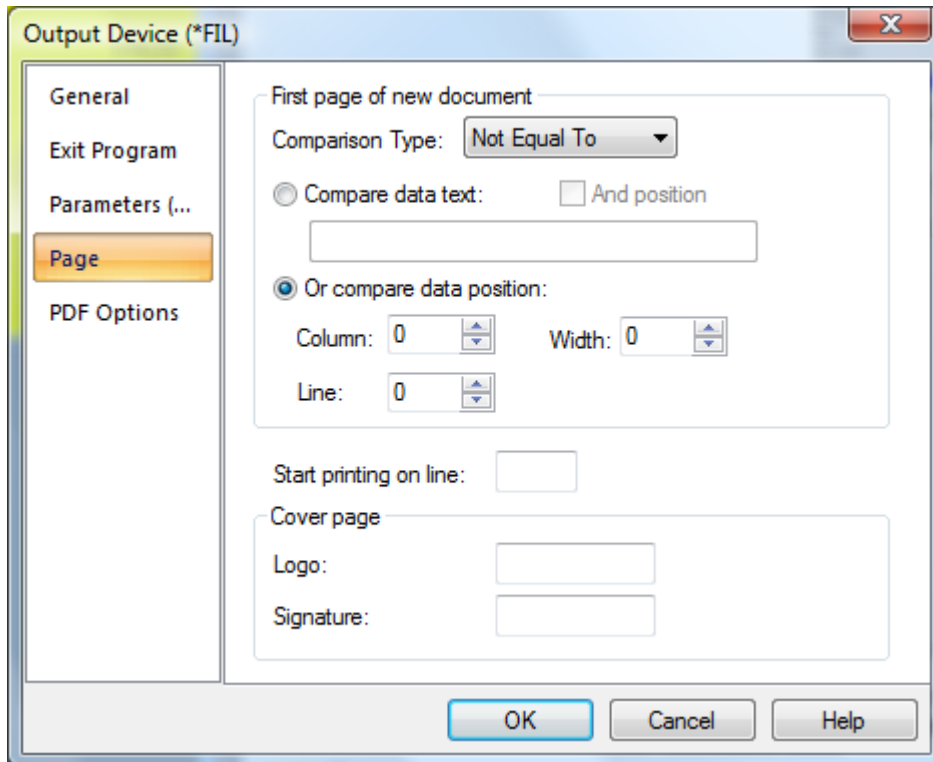 Output Device (*FIL)
General
Exit Program
Parameters (...
Page
PDF Options
First page of new document
Comparison Type: Not Equal To
Compare data text: And position
Or compare data position:
Column: 0 Width: 0
Line: 0
Start printing on line:
Cover page
Logo:
Signature:
OK Cancel Help